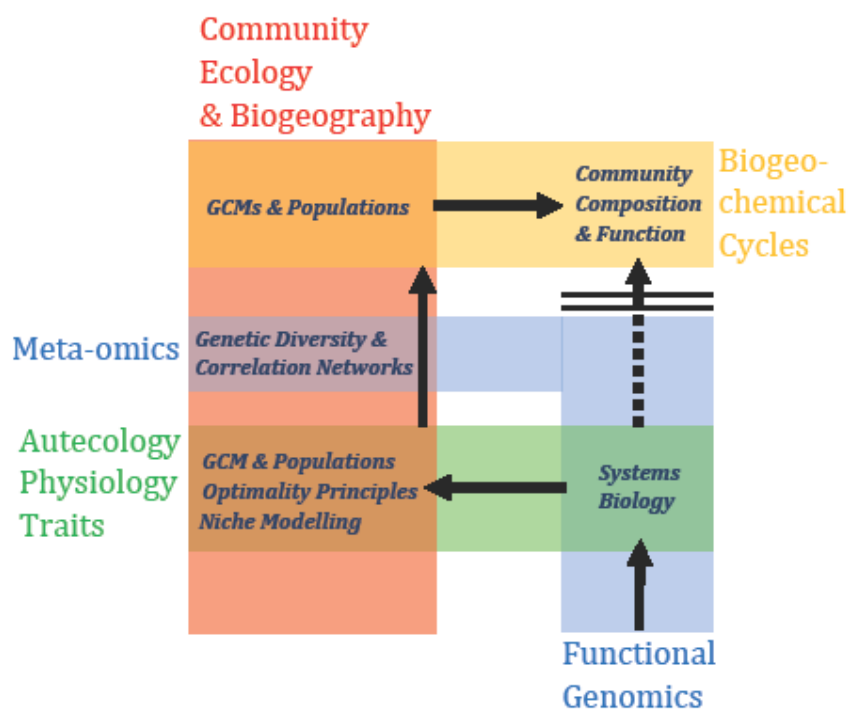 Community
Ecology
& Biogeography
GCMs & Populations
Community
Composition
& Function
Biogeo-
chemical
Cycles
Meta-omics
Genetic Diversity &
Correlation Networks
Autecology
Physiology
Traits
GCM & Populations
Optimality Principles
Niche Modelling
Systems
Biology
Functional
Genomics